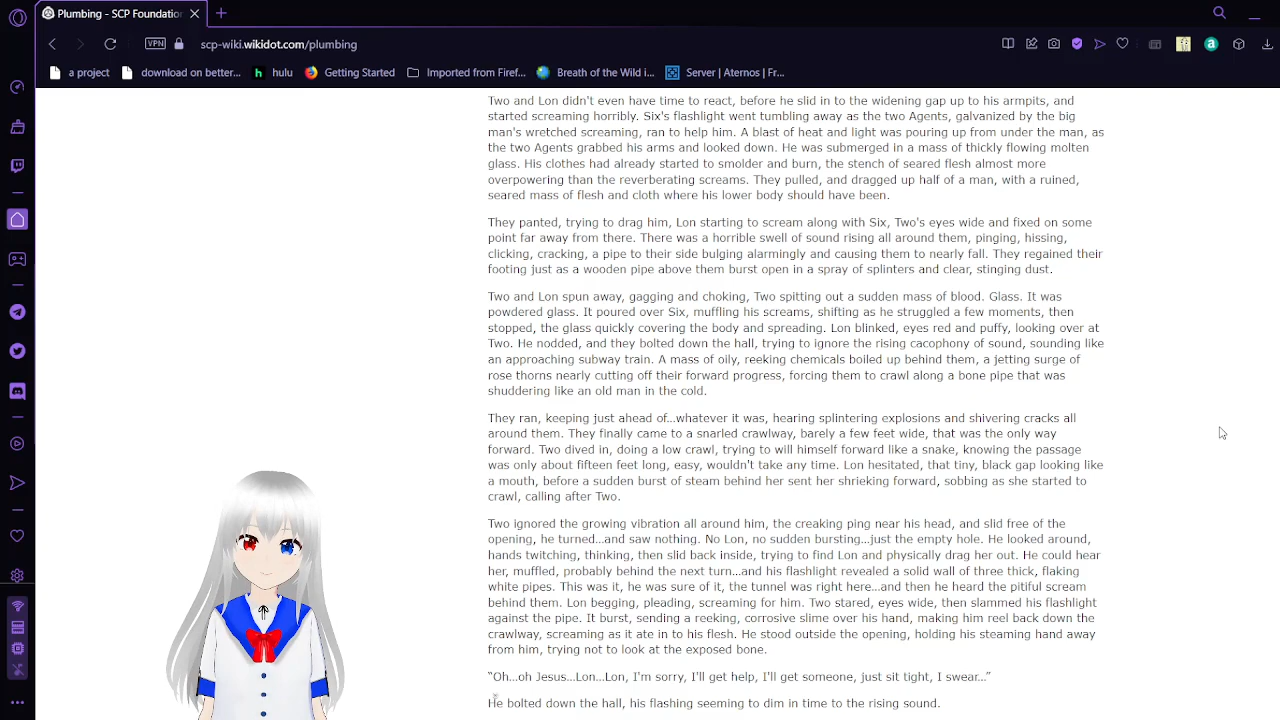 Plumbing - SCP Foundation
VPN
scp-wiki.wikidot.com/plumbing
a project
download on better...
hulu
Getting Started
Imported from Firef...
Breath of the Wild i...
Server | Aternos | Fr...
Two and Lon didn't even have time to react, before he slid in to the widening gap up to his armpits, and
started screaming horribly. Six's flashlight went tumbling away as the two Agents, galvanized by the big
man's wretched screaming, ran to help him. A blast of heat and light was pouring up from under the man, as
the two Agents grabbed his arms and looked down. He was submerged in a mass of thickly flowing molten
glass. His clothes had already started to smolder and burn, the stench of seared flesh almost more
overpowering than the reverberating screams. They pulled, and dragged up half of a man, with a ruined,
seared mass of flesh and cloth where his lower body should have been.
They panted, trying to drag him, Lon starting to scream along with Six, Two's eyes wide and fixed on some
point far away from there. There was a horrible swell of sound rising all around them, pinging, hissing,
clicking, cracking, a pipe to their side bulging alarmingly and causing them to nearly fall. They regained their
footing just as a wooden pipe above them burst open in a spray of splinters and clear, stinging dust.
Two and Lon spun away, gagging and choking, Two spitting out a sudden mass of blood. Glass. It was
powdered glass. It poured over Six, muffling his screams, shifting as he struggled a few moments, then
stopped, the glass quickly covering the body and spreading. Lon blinked, eyes red and puffy, looking over at
Two. He nodded, and they bolted down the hall, trying to ignore the rising cacophony of sound, sounding like
an approaching subway train. A mass of oily, reeking chemicals boiled up behind them, a jetting surge of
rose thorns nearly cutting off their forward progress, forcing them to crawl along a bone pipe that was
shuddering like an old man in the cold.
They ran, keeping just ahead of...whatever it was, hearing splintering explosions and shivering cracks all
around them. They finally came to a snarled crawlway, barely a few feet wide, that was the only way
forward. Two dived in, doing a low crawl, trying to will himself forward like a snake, knowing the passage
was only about fifteen feet long, easy, wouldn't take any time. Lon hesitated, that tiny, black gap looking like
a mouth, before a sudden burst of steam behind her sent her shrieking forward, sobbing as she started to
crawl, calling after Two.
Two ignored the growing vibration all around him, the creaking ping near his head, and slid free of the
opening, he turned...and saw nothing. No Lon, no sudden bursting...just the empty hole. He looked around,
hands twitching, thinking, then slid back inside, trying to find Lon and physically drag her out. He could hear
her, muffled, probably behind the next turn...and his flashlight revealed a solid wall of three thick, flaking
white pipes. This was it, he was sure of it, the tunnel was right here...and then he heard the pitiful scream
behind them. Lon begging, pleading, screaming for him. Two stared, eyes wide, then slammed his flashlight
against the pipe. It burst, sending a reeking, corrosive slime over his hand, making him reel back down the
crawlway, screaming as it ate in to his flesh. He stood outside the opening, holding his steaming hand away
from him, trying not to look at the exposed bone.
“Oh...oh Jesus...Lon...Lon, I'm sorry, I'll get help, I'll get someone, just sit tight, I swear...”
He bolted down the hall, his flashing seeming to dim in time to the rising sound.